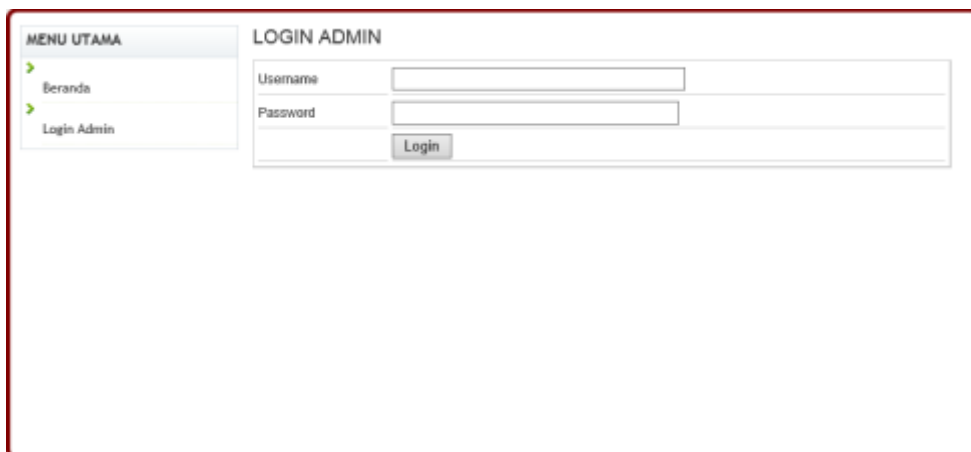 MENU UTAMA
Beranda
Login Admin
LOGIN ADMIN
Username
Password
Login